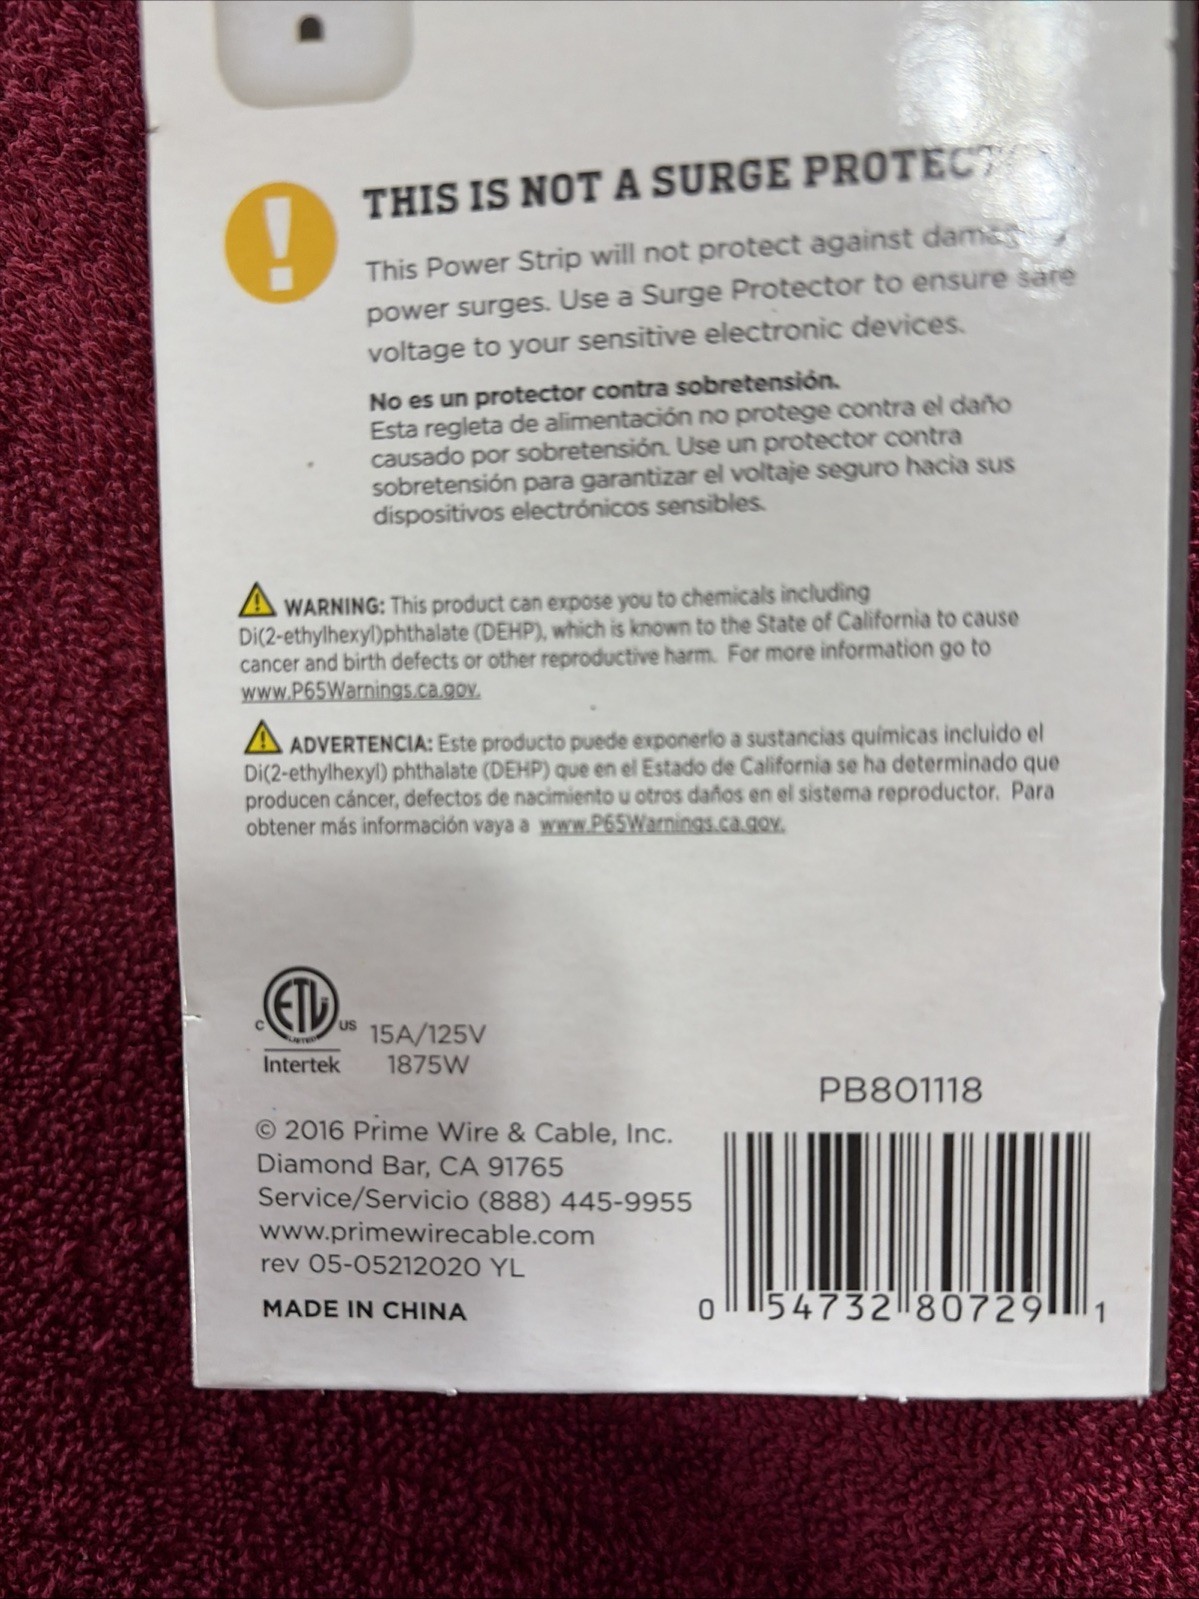 THIS IS NOT A SURGE
This Power Strip will not protect against
power surges. Use a Surge Protector to ensure safe
voltage to your sensitive electronic devices.
No es un protector contra sobretensión.
Esta regleta de alimentación no protege contra el daño
causado por sobretensión. Use un protector contra
sobretensión para garantizar el voltaje seguro hacia sus
dispositivos electrónicos sensibles.
WARNING: This product can expose you to chemicals including
Di(2-ethylhexyl)phthalate (DEHP), which is known to the State of California to cause
cancer and birth defects or other reproductive harm. For more information go to
www.P65Warnings.ca.gov.
ADVERTENCIA: Este producto puede exponerlo a sustancias químicas incluido el
Di(2-ethylhexyl) phthalate (DEHP) que en el Estado de California se ha determinado que
producen cáncer, defectos de nacimiento u otros daños en el sistema reproductor. Para
obtener más información vaya a www.P65Warnings.ca.gov.
C ETL US
LISTED
Intertek
15A/125V
1875W
© 2016 Prime Wire & Cable, Inc.
Diamond Bar, CA 91765
Service/Servicio (888) 445-9955
www.primewirecable.com
rev 05-05212020 YL
MADE IN CHINA
PB801118
0 54732 80729 1